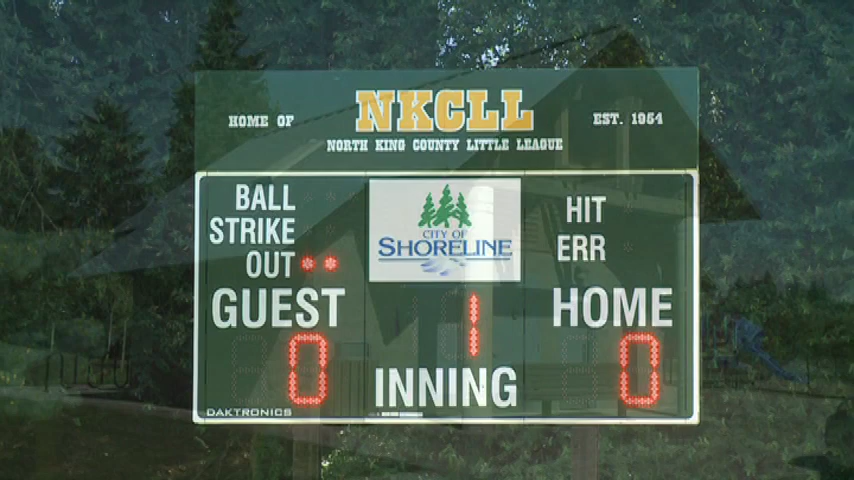 NKCLL
HOME OF
EST. 1954
NORTH KING COUNTY LITTLE LEAGUE
BALL
STRIKE
OUT
CITY OF
SHORELINE
HIT
ERR
GUEST
HOME
0
1
0
INNING
DAKTRONICS